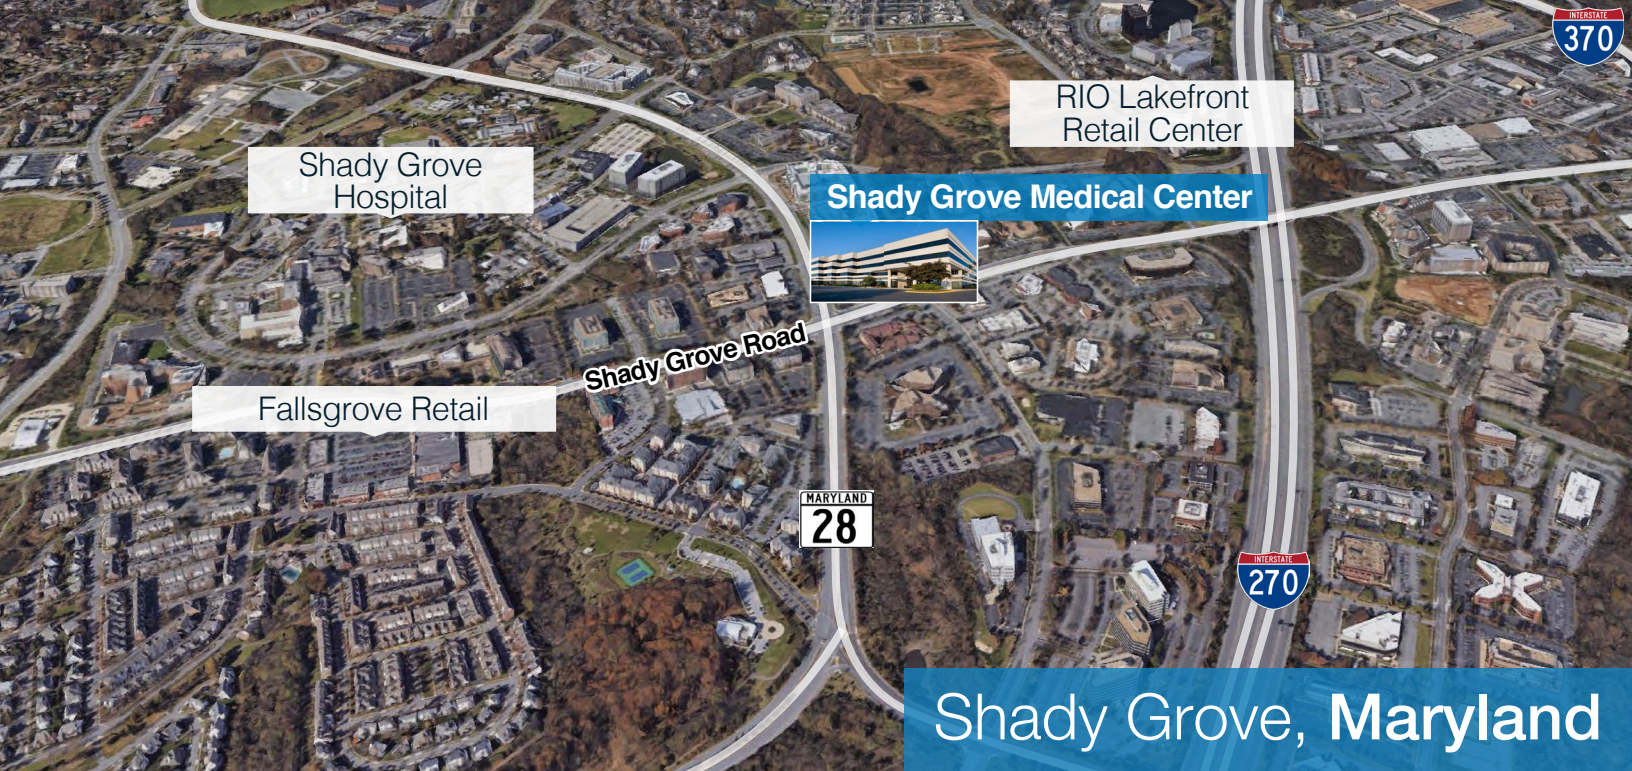 INTERSTATE
370
RIO Lakefront
Retail Center
Shady Grove
Hospital
Shady Grove Medical Center
Shady Grove Road
Fallsgrove Retail
MARYLAND
28
INTERSTATE
270
Shady Grove, Maryland